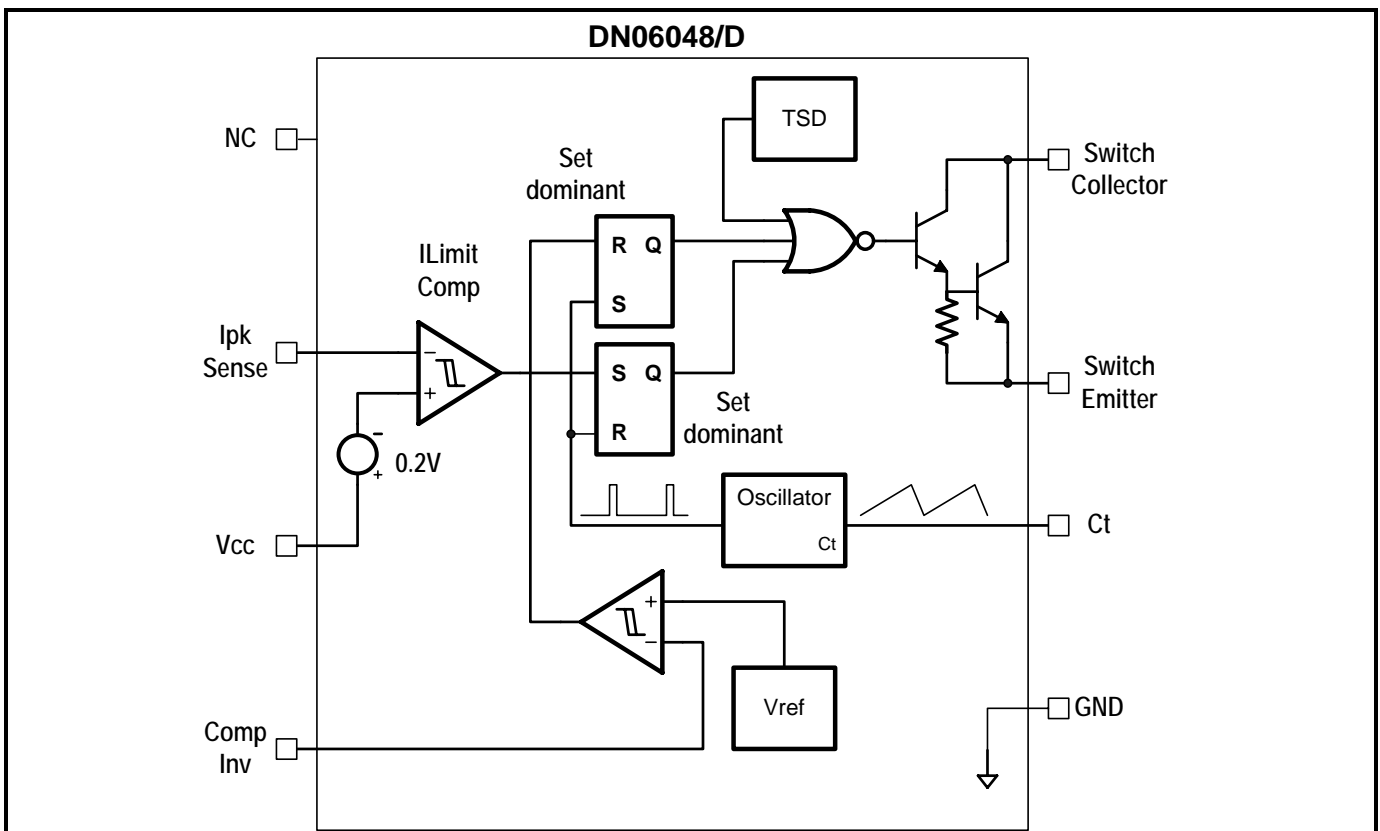 DN06048/D
TSD
NC
Switch
Collector
Set
dominant
R Q
S
ILimit
Comp
Ipk
Sense
−
+
S Q
R
Set
dominant
Switch
Emitter
−
+
0.2V
Oscillator
Ct
Ct
Vcc
+
−
Vref
GND
Comp
Inv